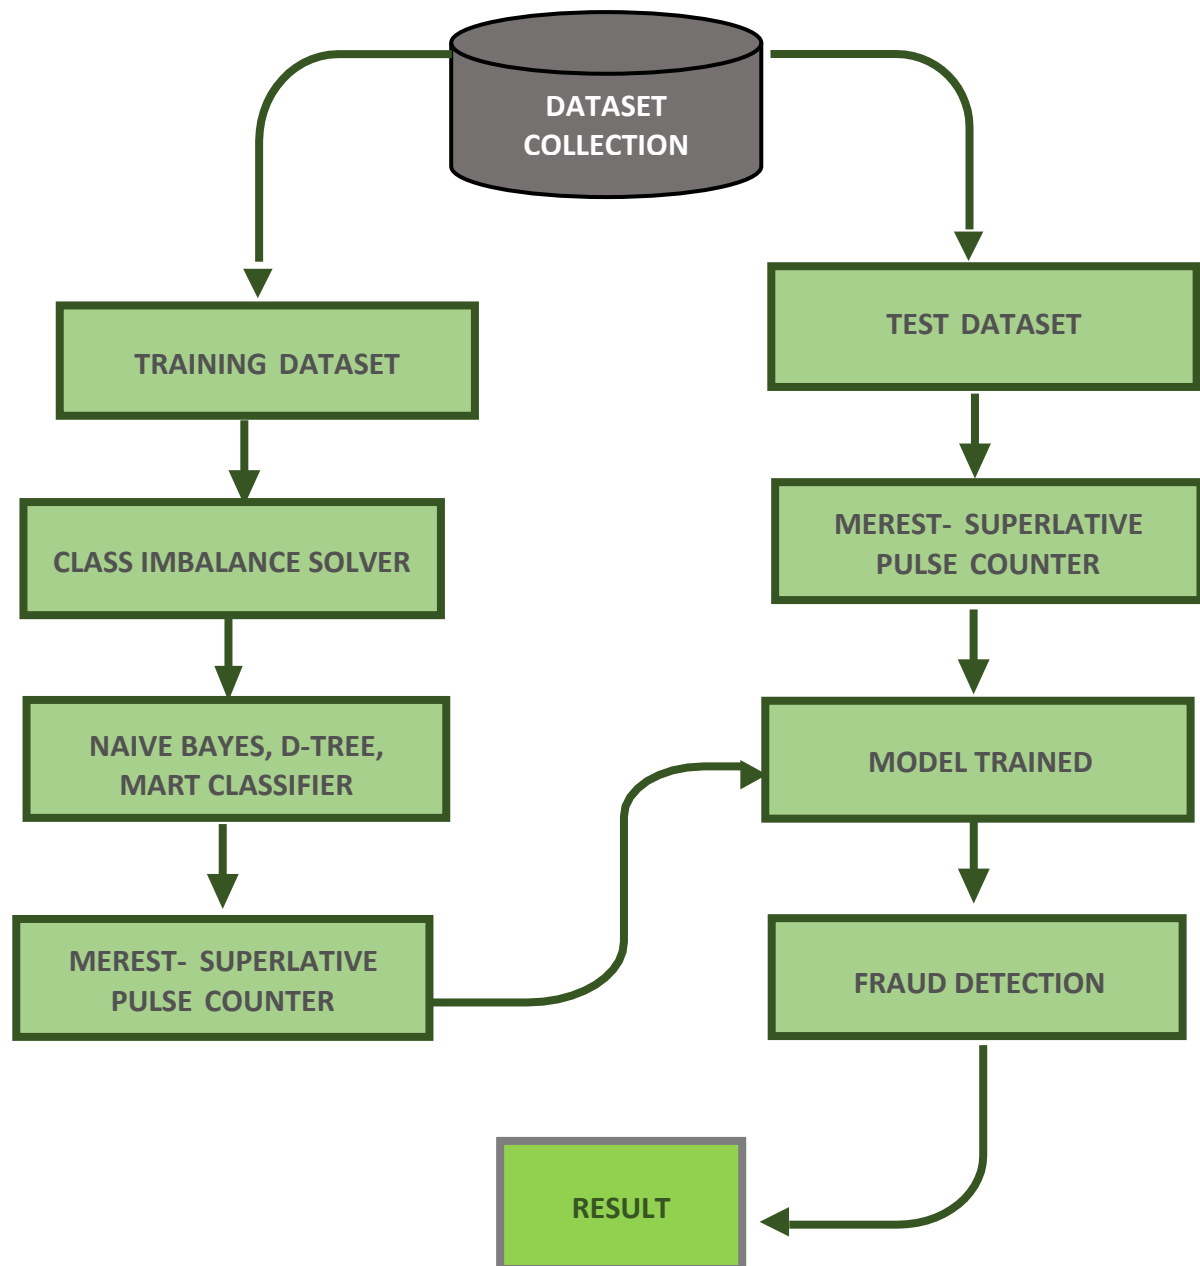 DATASET
COLLECTION
TRAINING DATASET
CLASS IMBALANCE SOLVER
NAIVE BAYES, D-TREE,
MART CLASSIFIER
MEREST- SUPERLATIVE
PULSE COUNTER
TEST DATASET
MEREST- SUPERLATIVE
PULSE COUNTER
MODEL TRAINED
FRAUD DETECTION
RESULT